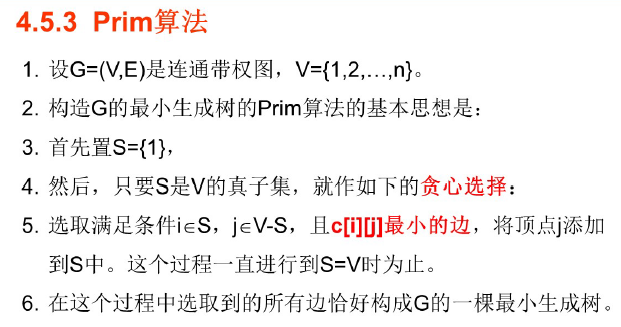 4.5.3 Prim算法
1. 设G=(V,E)是连通带权图，V={1,2,…,n}。
2. 构造G的最小生成树的Prim算法的基本思想是：
3. 首先置S={1}，
4. 然后，只要S是V的真子集，就作如下的贪心选择：
5. 选取满足条件i∈S，j∈V-S，且c[i][j]最小的边，将顶点j添加
到S中。这个过程一直进行到S=V时为止。
6. 在这个过程中选取到的所有边恰好构成G的一棵最小生成树。